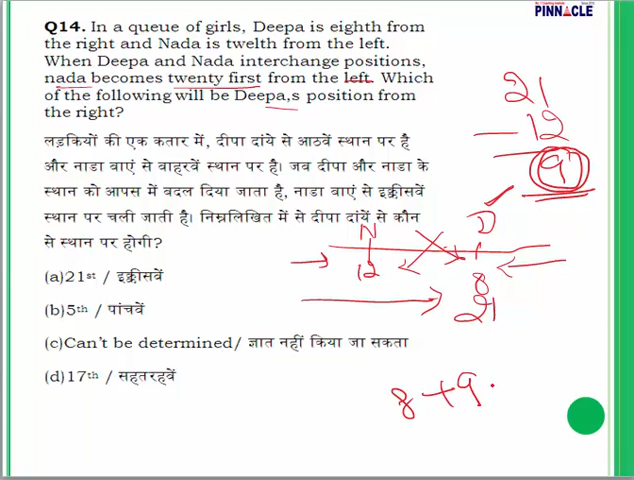 PINNACLE
Q14. In a queue of girls, Deepa is eighth from
the right and Nada is twelth from the left.
When Deepa and Nada interchange positions,
nada becomes twenty first from the left. Which
of the following will be Deepa,s position from
the right?
लड़कियों की एक कतार में, दीपा दांये से आठवें स्थान पर है
और नाडा वाएं से बाहरवें स्थान पर है। जब दीपा और नाडा के
स्थान को आपस में वदल दिया जाता है, नाडा वाएं से इक्कीसवें
स्थान पर चली जाती है। निम्नलिखित में से दीपा दांयें से कौन
से स्थान पर होगी?
(a)21st / इक्कीसवें
(b)5th / पांचवें
(c)Can't be determined/ ज्ञात नहीं किया जा सकता
(d)17th / सहतरहवें
21
- 12
9
N
D
12
8
21
8 + 9.